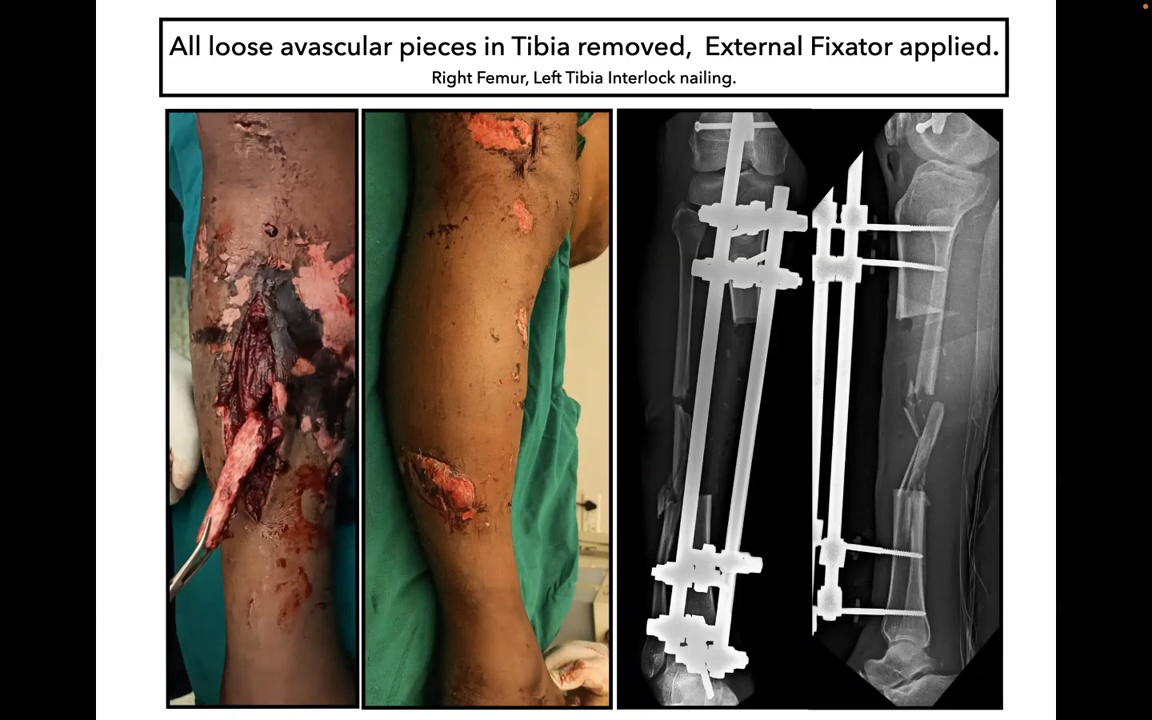 All loose avascular pieces in Tibia removed,  External Fixator applied.
Right Femur, Left Tibia Interlock nailing.